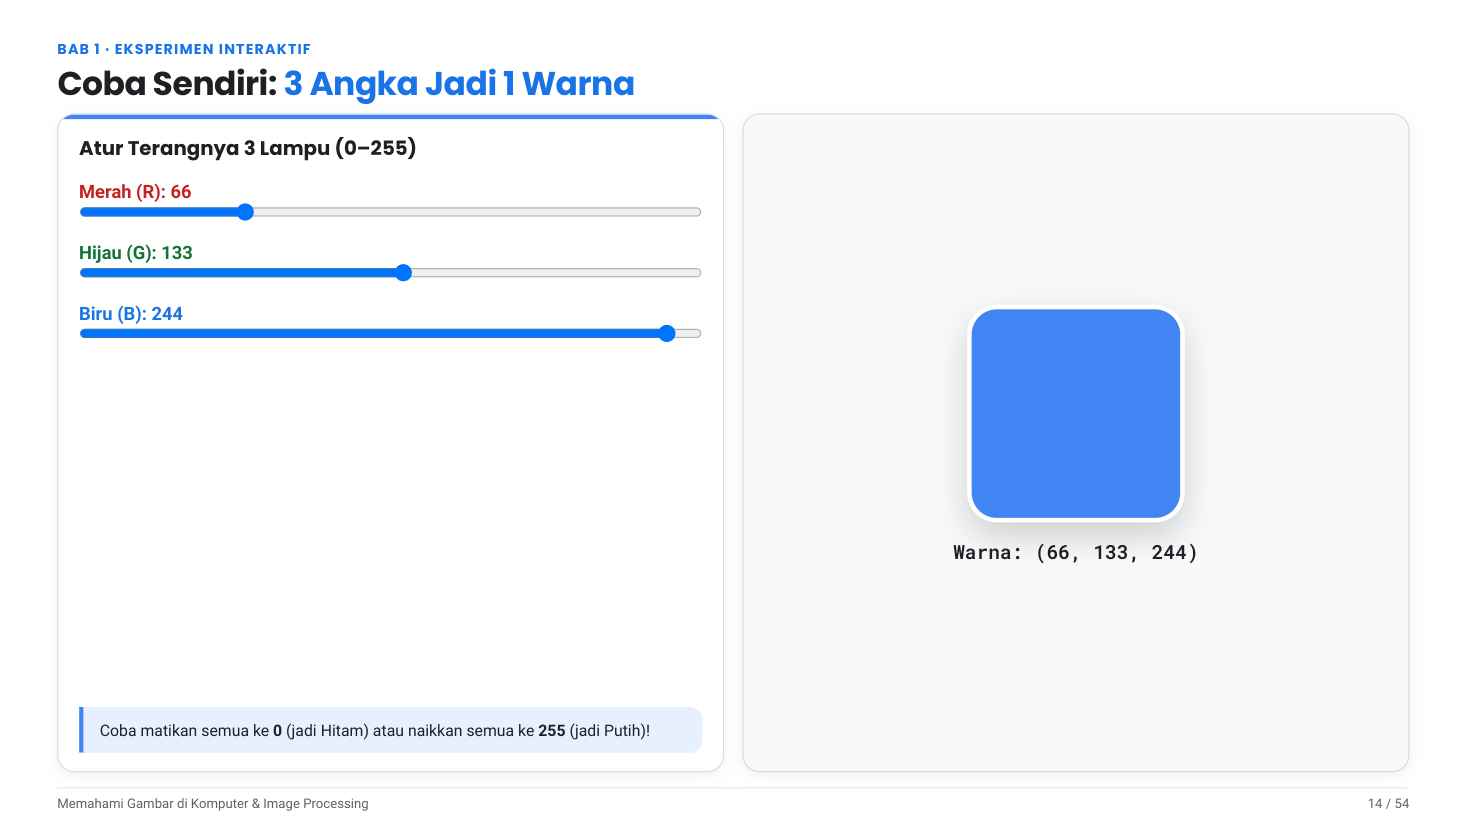 BAB 1 · EKSPERIMEN INTERAKTIF
Coba Sendiri: 3 Angka Jadi 1 Warna
Atur Terangnya 3 Lampu (0–255)
Merah (R): 66
Hijau (G): 133
Biru (B): 244
Coba matikan semua ke 0 (jadi Hitam) atau naikkan semua ke 255 (jadi Putih)!
Warna: (66, 133, 244)
Memahami Gambar di Komputer & Image Processing
14 / 54